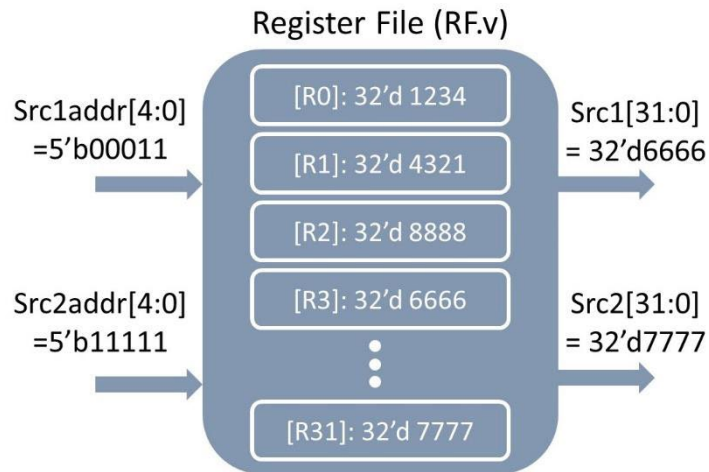 Register File (RF.v)
Src1addr[4:0]
=5'b00011
[R0]: 32'd 1234
[R1]: 32'd 4321
[R2]: 32'd 8888
[R3]: 32'd 6666
[R31]: 32'd 7777
Src2addr[4:0]
=5'b11111
Src1[31:0]
= 32'd6666
Src2[31:0]
= 32'd7777